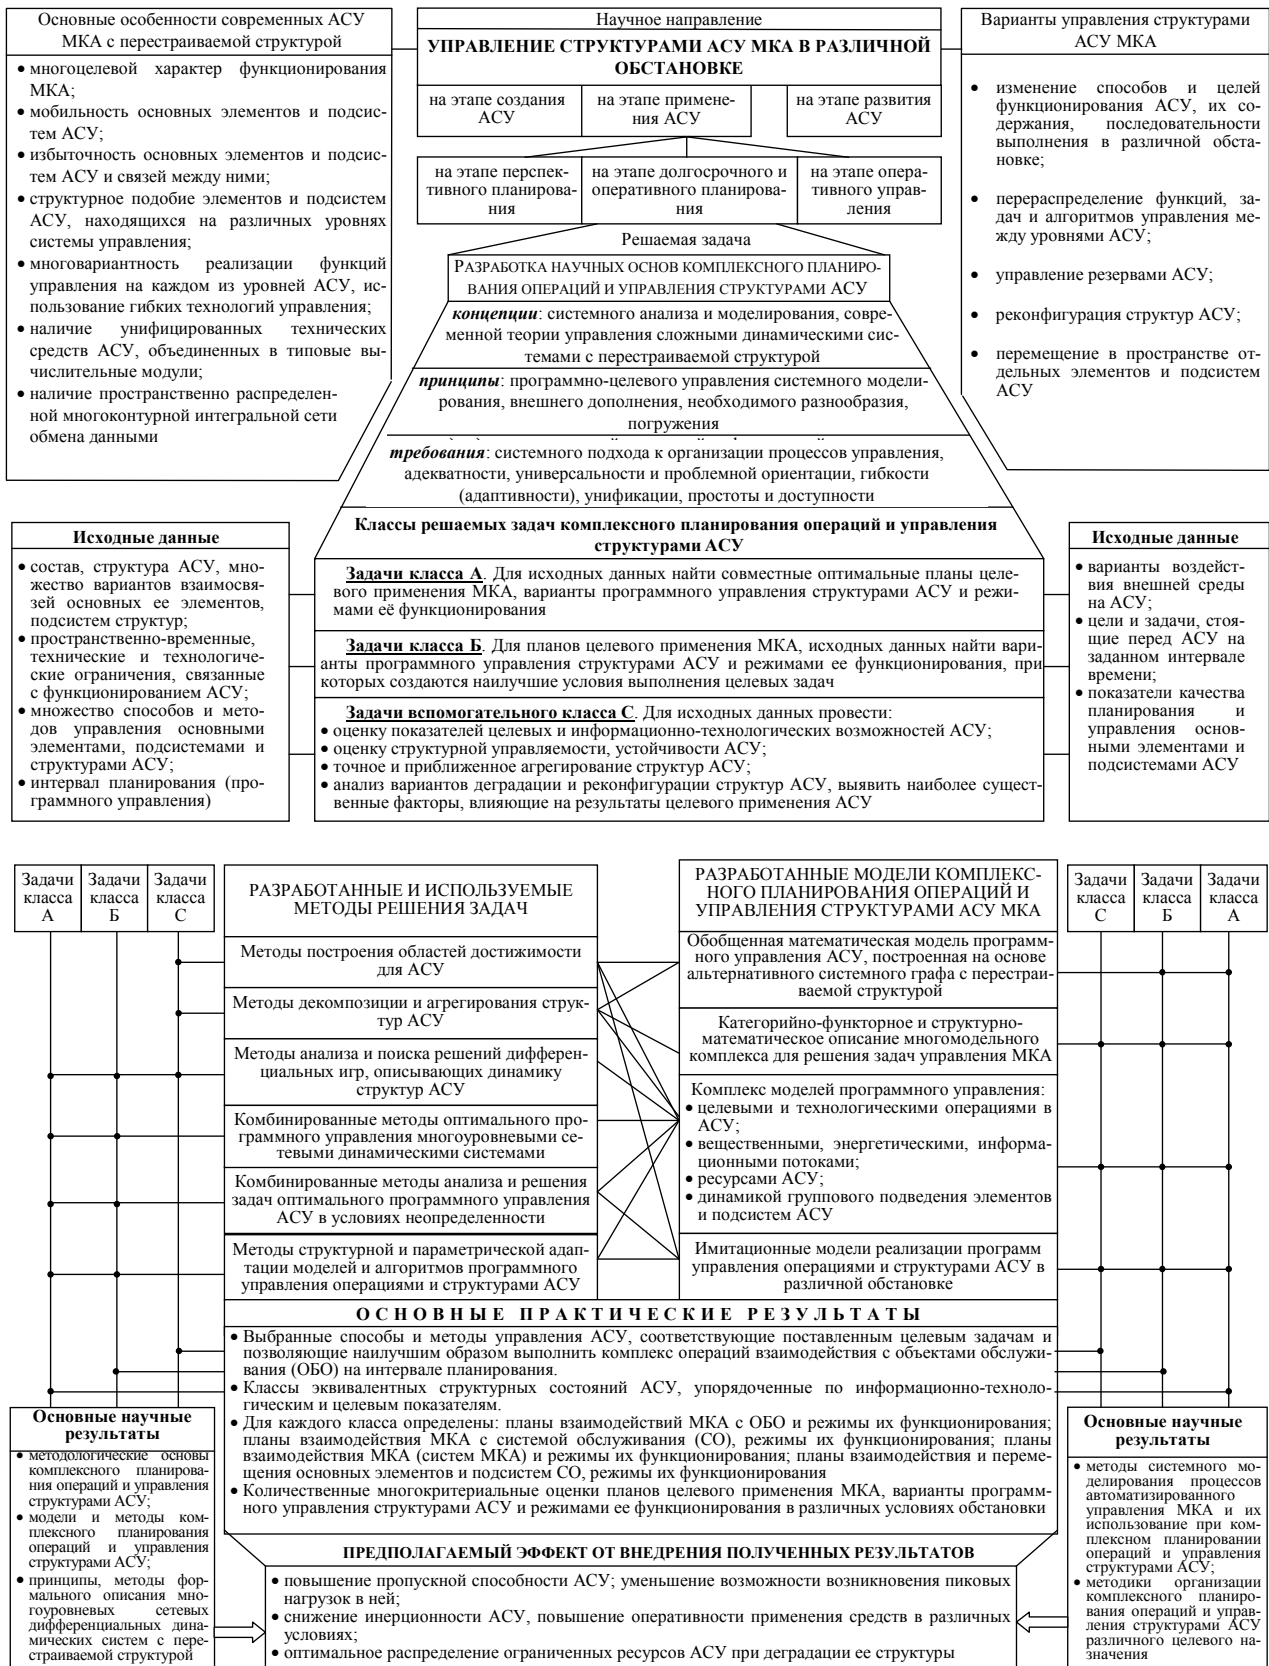 Основные особенности современных АСУ
МКА с перестраиваемой структурой
• многоцелевой характер функционирования
МКА;
• мобильность основных элементов и подсис-
тем АСУ;
• избыточность основных элементов и подсис-
тем АСУ и связей между ними;
• структурное подобие элементов и подсистем
АСУ, находящихся на различных уровнях
системы управления;
• многовариантность реализации функций
управления на каждом из уровней АСУ, ис-
пользование гибких технологий управления;
• наличие унифицированных технических
средств АСУ, объединенных в типовые вы-
числительные модули;
• наличие пространственно распределен-
ной многоконтурной интегральной сети
обмена данными
Научное направление
УПРАВЛЕНИЕ СТРУКТУРАМИ АСУ МКА В РАЗЛИЧНОЙ
ОБСТАНОВКЕ
на этапе создания
АСУ
на этапе примене-
ния АСУ
на этапе развития
АСУ
на этапе перспек-
тивного планирова-
ния
на этапе долгосрочного и
оперативного планирова-
ния
на этапе опера-
тивного управ-
ления
Варианты управления структурами
АСУ МКА
• изменение способов и целей
функционирования АСУ, их со-
держания, последовательности
выполнения в различной обста-
новке;
• перераспределение функций, за-
дач и алгоритмов управления ме-
жду уровнями АСУ;
• управление резервами АСУ;
• реконфигурация структур АСУ;
• перемещение в пространстве от-
дельных элементов и подсистем
АСУ
Решаемая задача
РАЗРАБОТКА НАУЧНЫХ ОСНОВ КОМПЛЕКСНОГО ПЛАНИРО-
ВАНИЯ ОПЕРАЦИЙ И УПРАВЛЕНИЯ СТРУКТУРАМИ АСУ
концепции: системного анализа и моделирования, совре-
менной теории управления сложными динамическими сис-
темами с перестраиваемой структурой
принципы: программно-целевого управления системного модели-
рования, внешнего дополнения, необходимого разнообразия,
погружения
требования: системного подхода к организации процессов управления,
адекватности, универсальности и проблемной ориентации, гибкости
(адаптивности), унификации, простоты и доступности
Классы решаемых задач комплексного планирования операций и управления
структурами АСУ
Исходные данные
• состав, структура АСУ, мно-
жество вариантов взаимосвя-
зей основных ее элементов,
подсистем структур;
• пространственно-временные,
технические и технологиче-
ские ограничения, связанные
с функционированием АСУ;
• множество способов и мето-
дов управления основными
элементами, подсистемами и
структурами АСУ;
• интервал планирования (про-
граммного управления)
Задачи класса А. Для исходных данных найти совместные оптимальные планы целе-
вого применения МКА, варианты программного управления структурами АСУ и режи-
мами её функционирования
Задачи класса Б. Для планов целевого применения МКА, исходных данных найти вари-
анты программного управления структурами АСУ и режимами ее функционирования, при
которых создаются наилучшие условия выполнения целевых задач
Задачи вспомогательного класса С. Для исходных данных провести:
• оценку показателей целевых и информационно-технологических возможностей АСУ;
• оценку структурной управляемости, устойчивости АСУ;
• точное и приближенное агрегирование структур АСУ;
• анализ вариантов деградации и реконфигурации структур АСУ, выявить наиболее сущест-
венные факторы, влияющие на результаты целевого применения АСУ
Исходные данные
• варианты
воздейст-
вия внешней среды
на АСУ;
• цели и задачи, стоя-
щие перед АСУ на
заданном интервале
времени;
• показатели качества
планирования и
управления основ-
ными элементами и
подсистемами АСУ
Задачи
класса
А
Задачи
класса
Б
Задачи
класса
С
РАЗРАБОТАННЫЕ И ИСПОЛЬЗУЕМЫЕ
МЕТОДЫ РЕШЕНИЯ ЗАДАЧ
Методы построения областей достижимости
для АСУ
Методы декомпозиции и агрегирования струк-
тур АСУ
Методы анализа и поиска решений дифферен-
циальных игр, описывающих динамику
структур АСУ
Комбинированные методы оптимального про-
граммного управления многоуровневыми се-
тевыми динамическими системами
Комбинированные методы анализа и решения
задач оптимального программного управления
АСУ в условиях неопределенности
Методы структурной и параметрической адап-
тации моделей и алгоритмов программного
управления операциями и структурами АСУ
РАЗРАБОТАННЫЕ МОДЕЛИ КОМПЛЕКС-
НОГО ПЛАНИРОВАНИЯ ОПЕРАЦИЙ И
УПРАВЛЕНИЯ СТРУКТУРАМИ АСУ МКА
Обобщенная математическая модель программ-
ного управления АСУ, построенная на основе
альтернативного системного графа с перестраи-
ваемой структурой
Категорийно-функторное и структурно-
математическое описание многомодельного
комплекса для решения задач управления МКА
Комплекс моделей программного управления:
• целевыми и технологическими операциями в
АСУ;
• вещественными, энергетическими, информа-
ционными потоками;
• ресурсами АСУ;
• динамикой группового подведения элементов
и подсистем АСУ
Имитационные модели реализации программ
управления операциями и структурами АСУ в
различной обстановке
Задачи
класса
С
Задачи
класса
Б
Задачи
класса
А
ОСНОВНЫЕ ПРАКТИЧЕСКИЕ РЕЗУЛЬТАТЫ
• Выбранные способы и методы управления АСУ, соответствующие поставленным целевым задачам и
позволяющие наилучшим образом выполнить комплекс операций взаимодействия с объектами обслужи-
вания (ОБО) на интервале планирования.
• Классы эквивалентных структурных состояний АСУ, упорядоченные по информационно-техноло-
гическим и целевым показателям.
• Для каждого класса определены: планы взаимодействий МКА с ОБО и режимы их функционирования;
планы взаимодействия МКА с системой обслуживания (СО), режимы их функционирования; планы
взаимодействия МКА (систем МКА) и режимы их функционирования; планы взаимодействия и переме-
щения основных элементов и подсистем СО, режимы их функционирования
• Количественные многокритериальные оценки планов целевого применения МКА, варианты программ-
ного управления структурами АСУ и режимами ее функционирования в различных условиях обстановки
Основные научные
результаты
• методологические основы
комплексного планирова-
ния операций и управления
структурами АСУ;
• модели и методы ком-
плексного планирования
операций и управления
структурами АСУ;
• принципы, методы фор-
мального описания мно-
гоуровневых сетевых
дифференциальных дина-
мических систем с пере-
страиваемой структурой
ПРЕДПОЛАГАЕМЫЙ ЭФФЕКТ ОТ ВНЕДРЕНИЯ ПОЛУЧЕННЫХ РЕЗУЛЬТАТОВ
• повышение пропускной способности АСУ; уменьшение возможности возникновения пиковых
нагрузок в ней;
• снижение инерционности АСУ, повышение оперативности применения средств в различных
условиях;
• оптимальное распределение ограниченных ресурсов АСУ при деградации ее структуры
Основные научные
результаты
• методы системного мо-
делирования процессов
автоматизированного
управления МКА и их
использование при ком-
плексном планировании
операций и управления
структурами АСУ;
• методики организации
комплексного планиро-
вания операций и управ-
ления структурами АСУ
различного целевого на-
значения